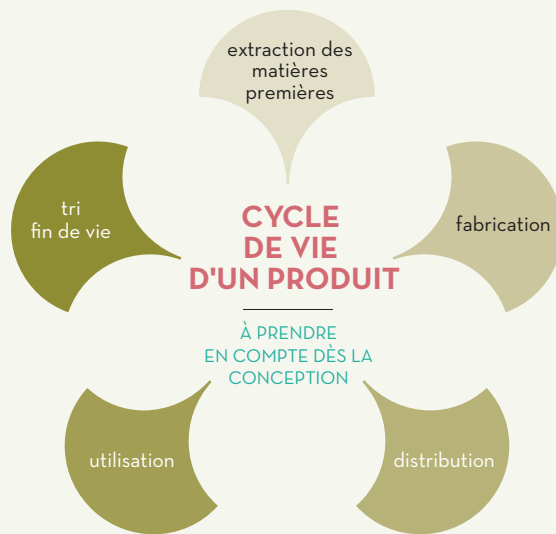 extraction des
matières
premières
fabrication
distribution
utilisation
tri
fin de vie
CYCLE
DE VIE
D'UN PRODUIT
À PRENDRE
EN COMPTE DÈS LA
CONCEPTION